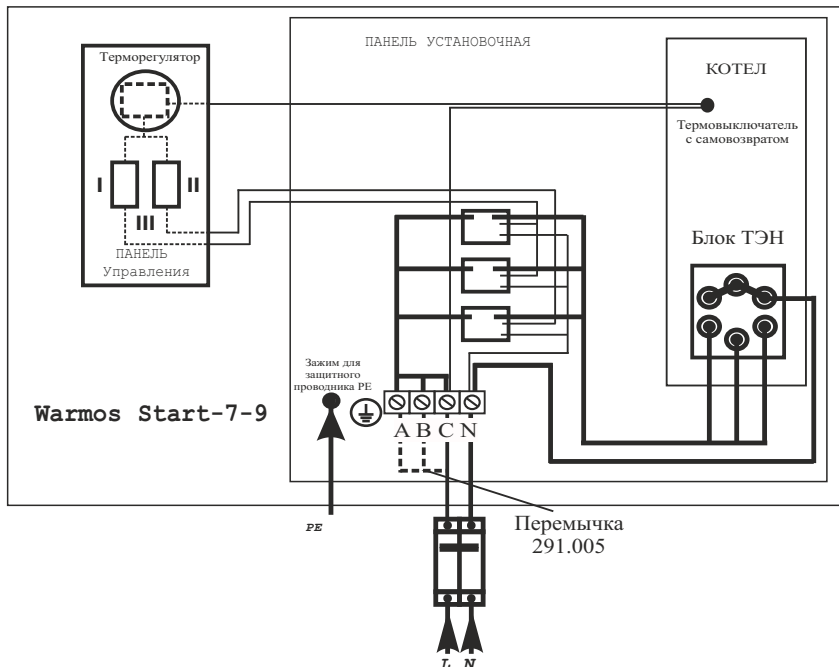 ПАНЕЛЬ УСТАНОВОЧНАЯ
Терморегулятор
КОТЕЛ
Термовыключатель
с самовозвратом
I
II
III
ПАНЕЛЬ
Управления
Блок ТЭН
Зажим для
защитного
проводника PE
Warmos Start-7-9
A B C N
PE
Перемычка
291.005
L N